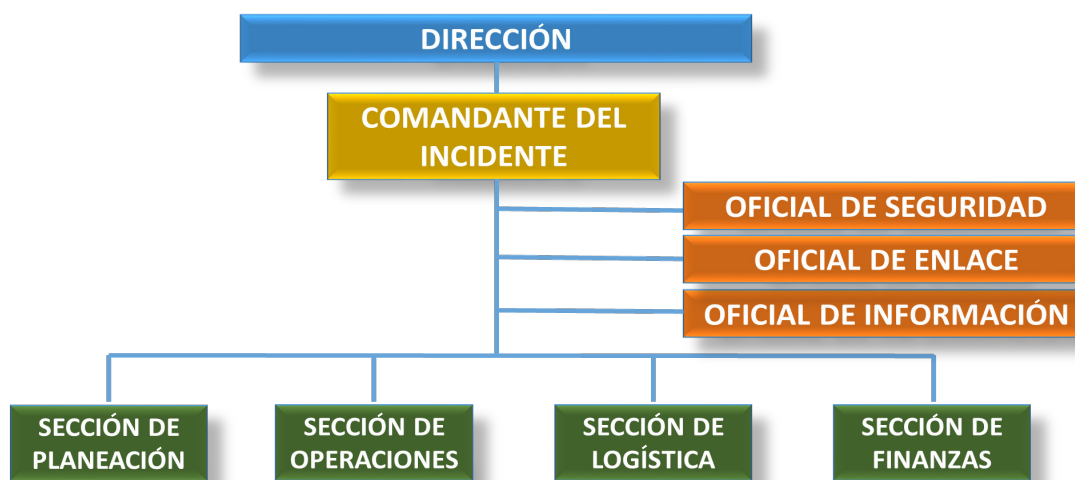 DIRECCIÓN
COMANDANTE DEL
INCIDENTE
OFICIAL DE SEGURIDAD
OFICIAL DE ENLACE
OFICIAL DE INFORMACIÓN
SECCIÓN DE
PLANEACIÓN
SECCIÓN DE
OPERACIONES
SECCIÓN DE
LOGÍSTICA
SECCIÓN DE
FINANZAS